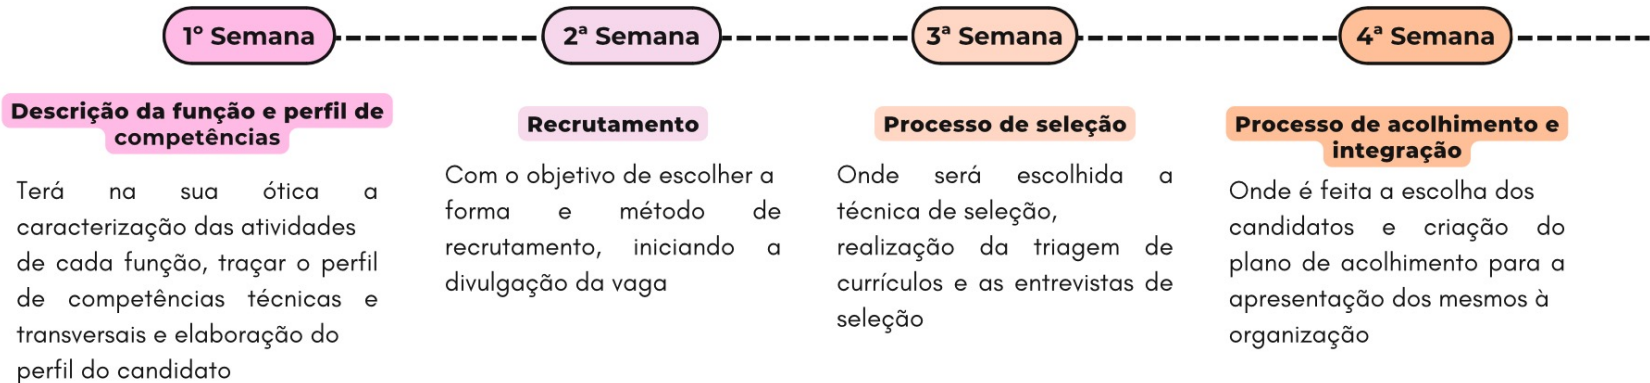 1º Semana
2ª Semana
3ª Semana
4ª Semana
Descrição da função e perfil de
competências
Terá na sua ótica a
caracterização das atividades
de cada função, traçar o perfil
de competências técnicas e
transversais e elaboração do
perfil do candidato
Recrutamento
Com o objetivo de escolher a
forma e método de
recrutamento, iniciando a
divulgação da vaga
Processo de seleção
Onde será escolhida a
técnica de seleção,
realização da triagem de
currículos e as entrevistas de
seleção
Processo de acolhimento e
integração
Onde é feita a escolha dos
candidatos e criação do
plano de acolhimento para a
apresentação dos mesmos à
organização